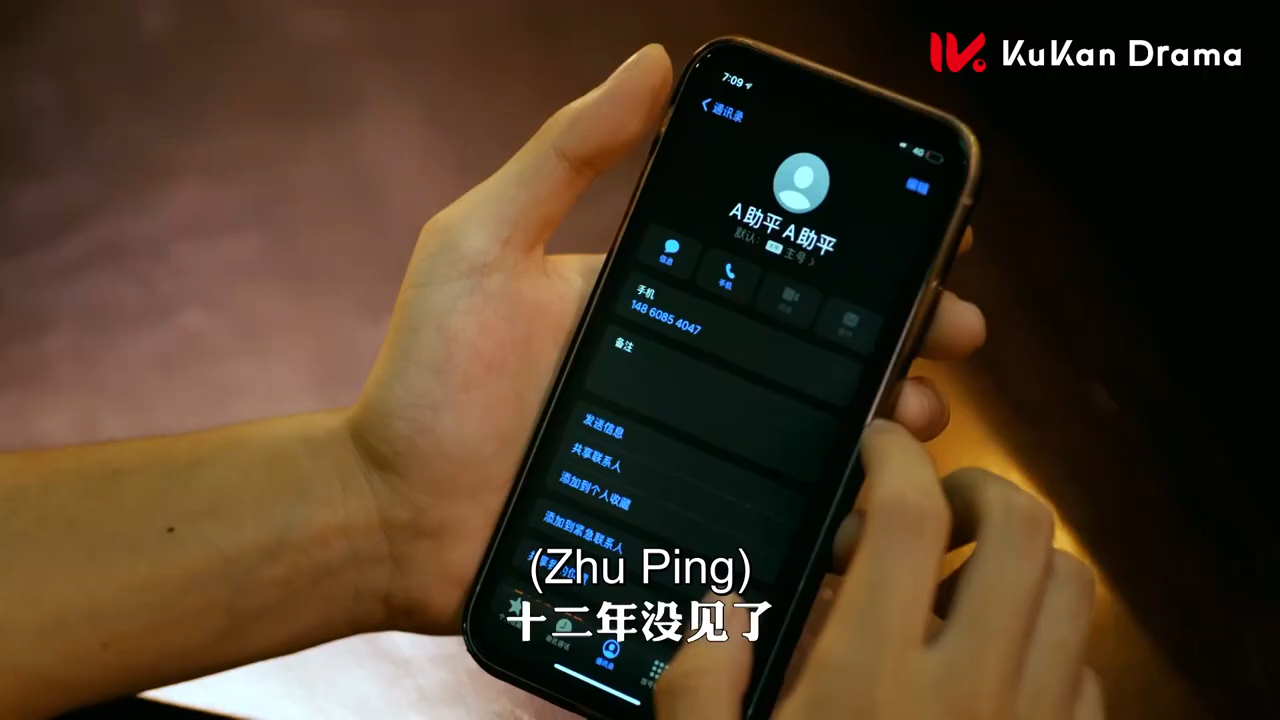 KuKan Drama
7:09
4G
通讯录
编辑
A助平A助平
默认: 主号
信息
手机
手机
148 6085 4047
备注
发送信息
共享联系人
添加到个人收藏
添加到紧急联系人
(Zhu Ping)
十二年没见了
通讯录